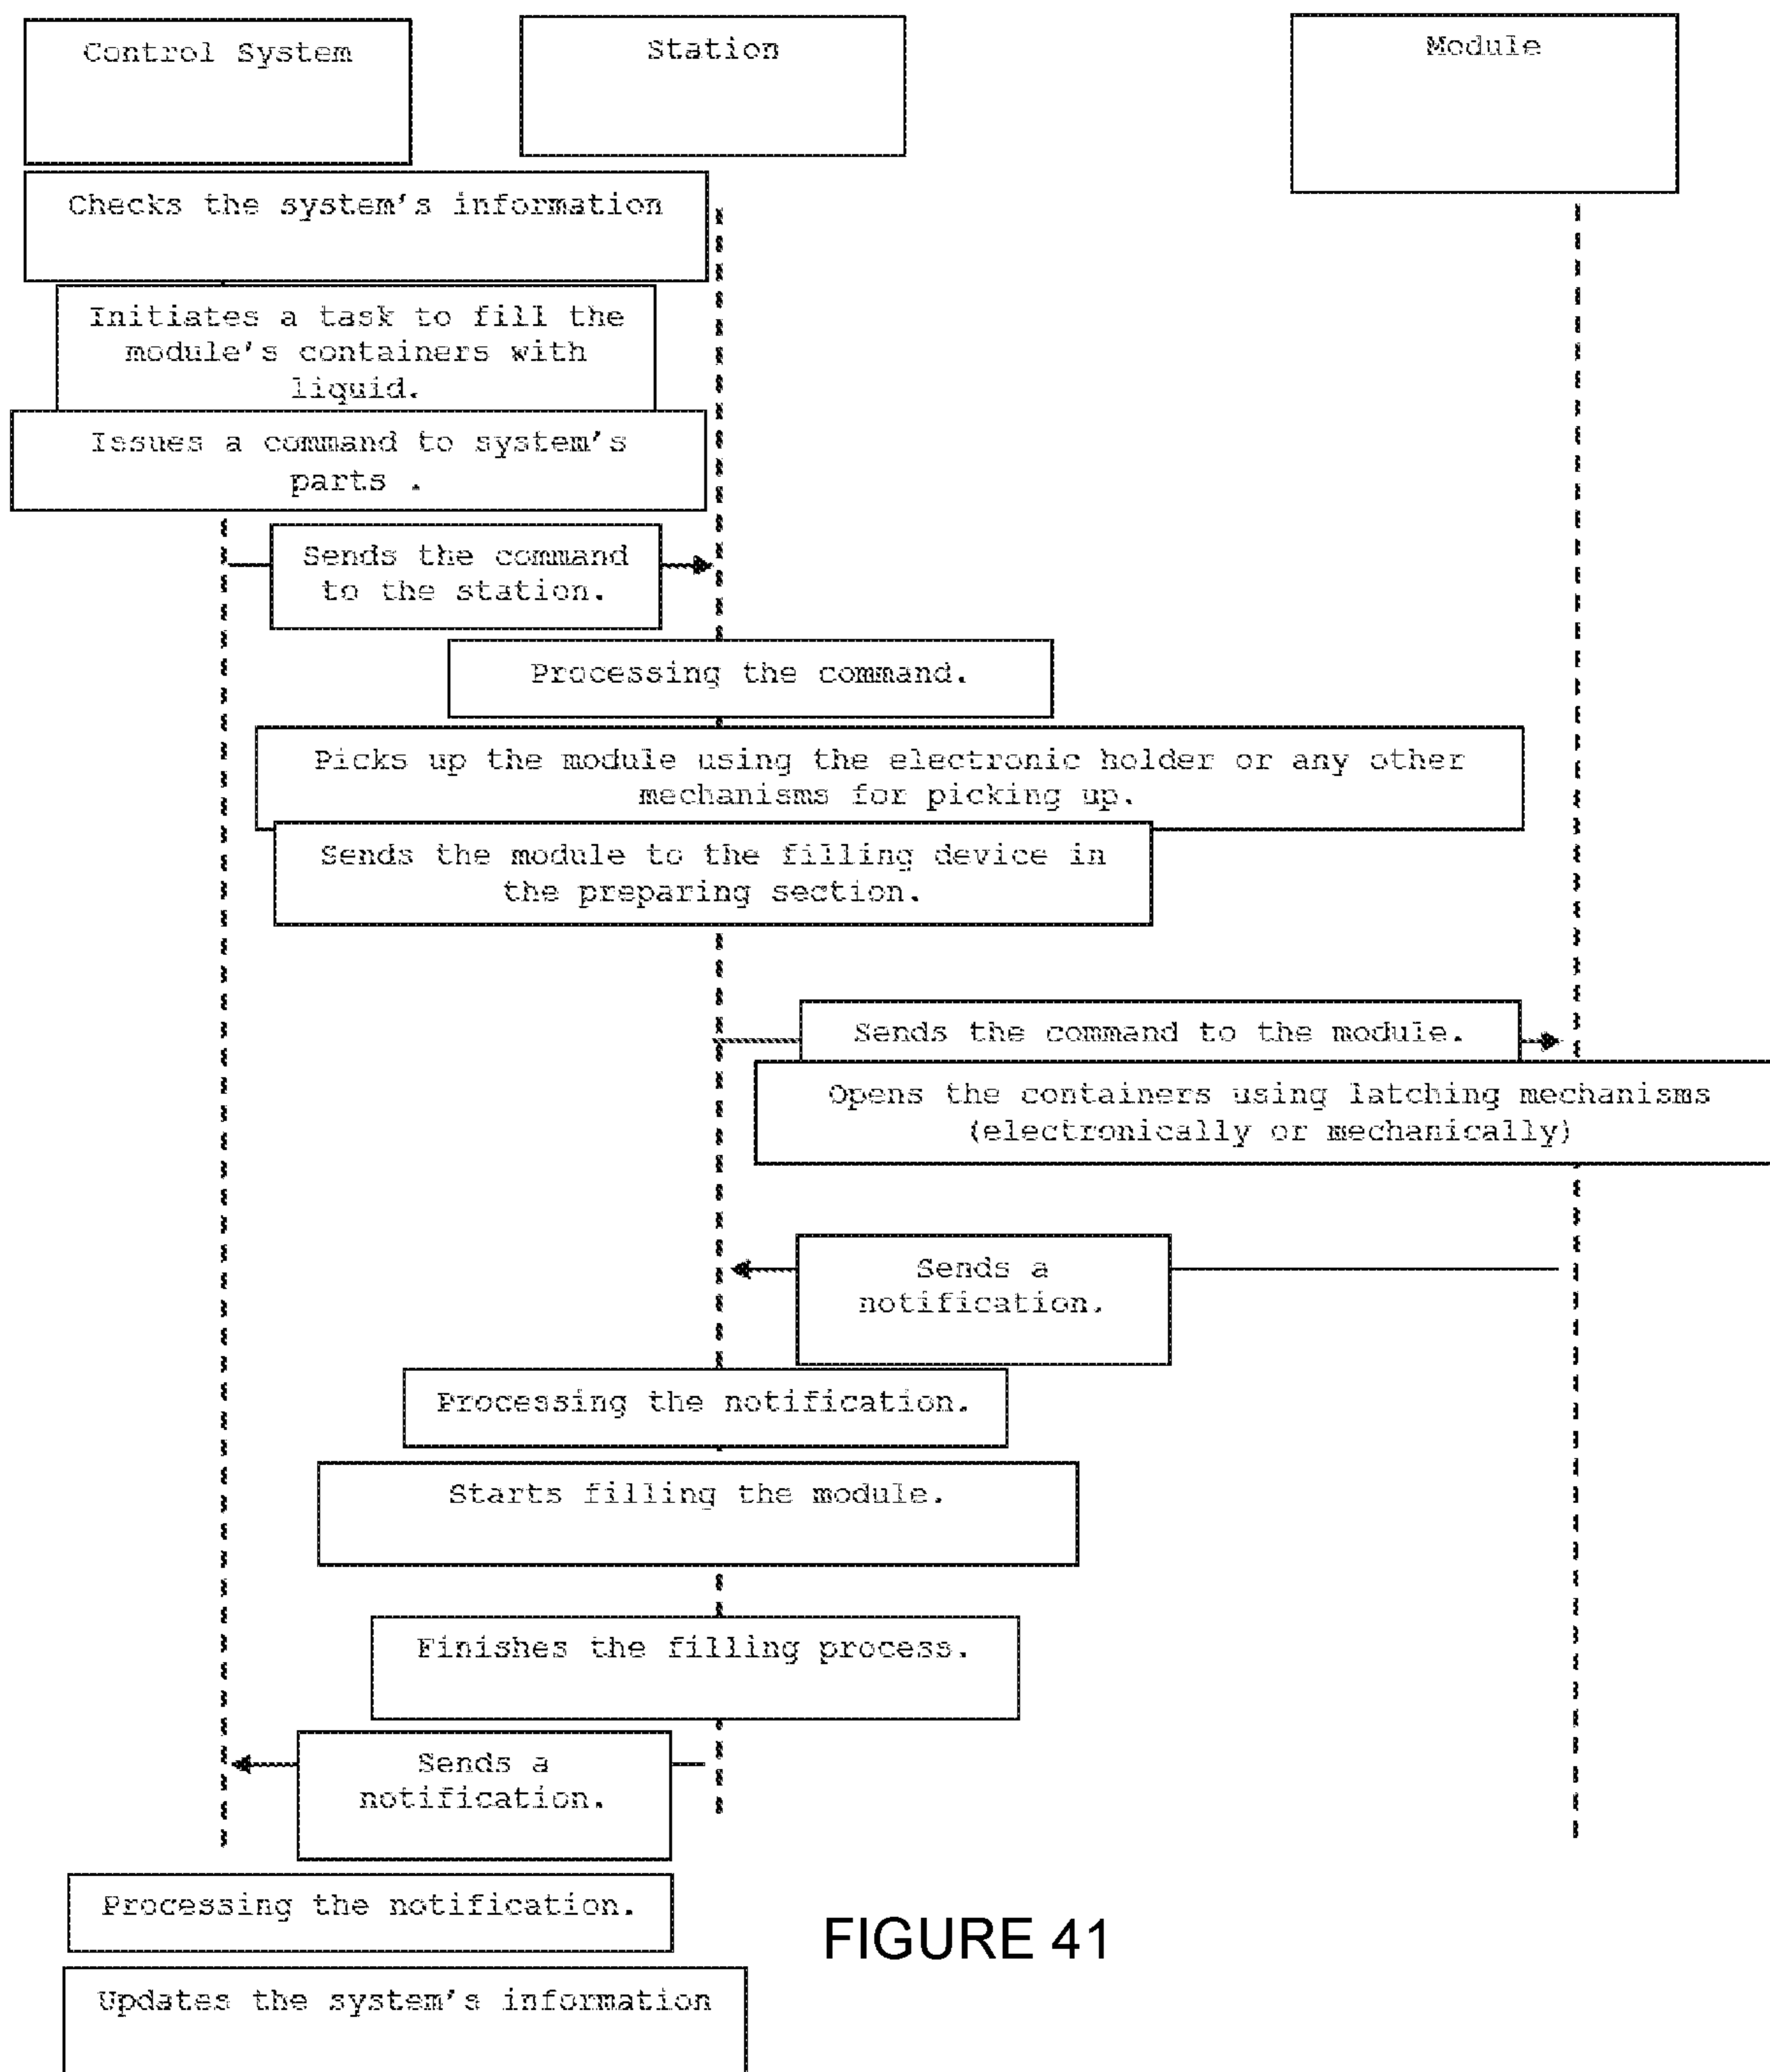 Control System
Station
Module
Checks the system's information
Initiates a task to fill the
module's containers with
liquid.
Issues a command to system's
parts .
Sends the command
to the station.
Processing the command.
Picks up the module using the electronic holder or any other
mechanisms for picking up.
Sends the module to the filling device in
the preparing section.
Sends the command to the module.
Opens the containers using latching mechanisms
(electronically or mechanically)
Sends a
notification.
Processing the notification.
Starts filling the module.
Finishes the filling process.
Sends a
notification.
Processing the notification.
FIGURE 41
Updates the system's information